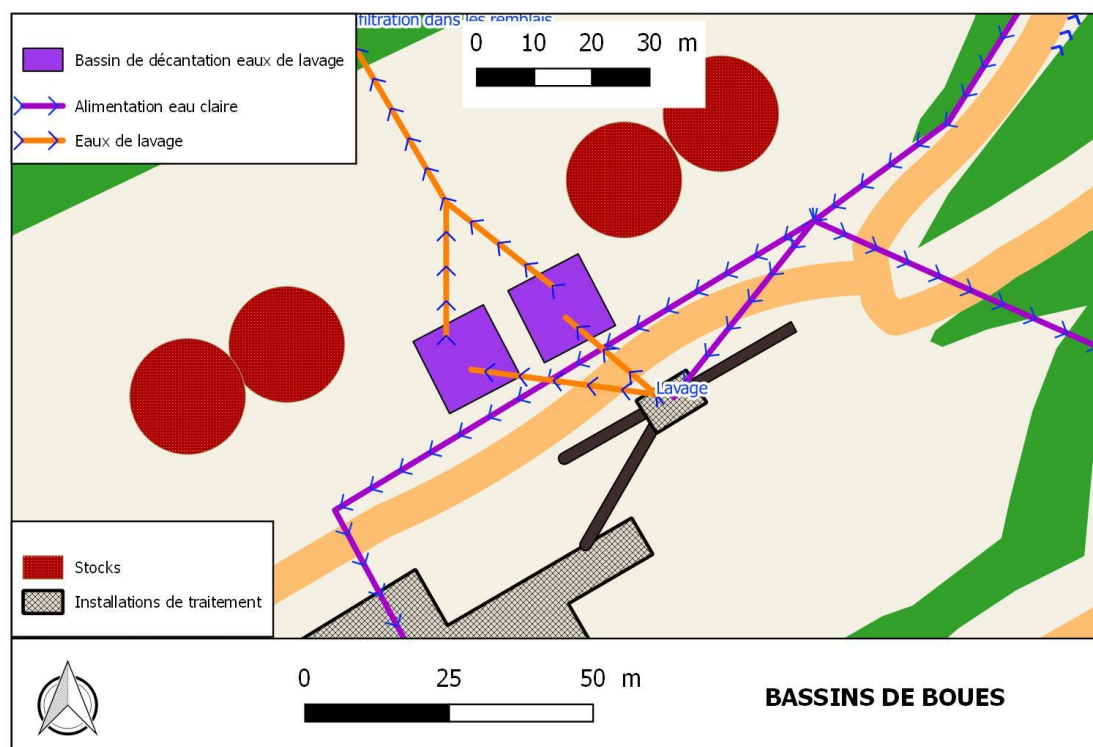 filtration dans les remblais
Bassin de décantation eaux de lavage
Alimentation eau claire
Eaux de lavage
0 10 20 30 m
Lavage
Stocks
Installations de traitement
0 25 50 m
BASSINS DE BOUES